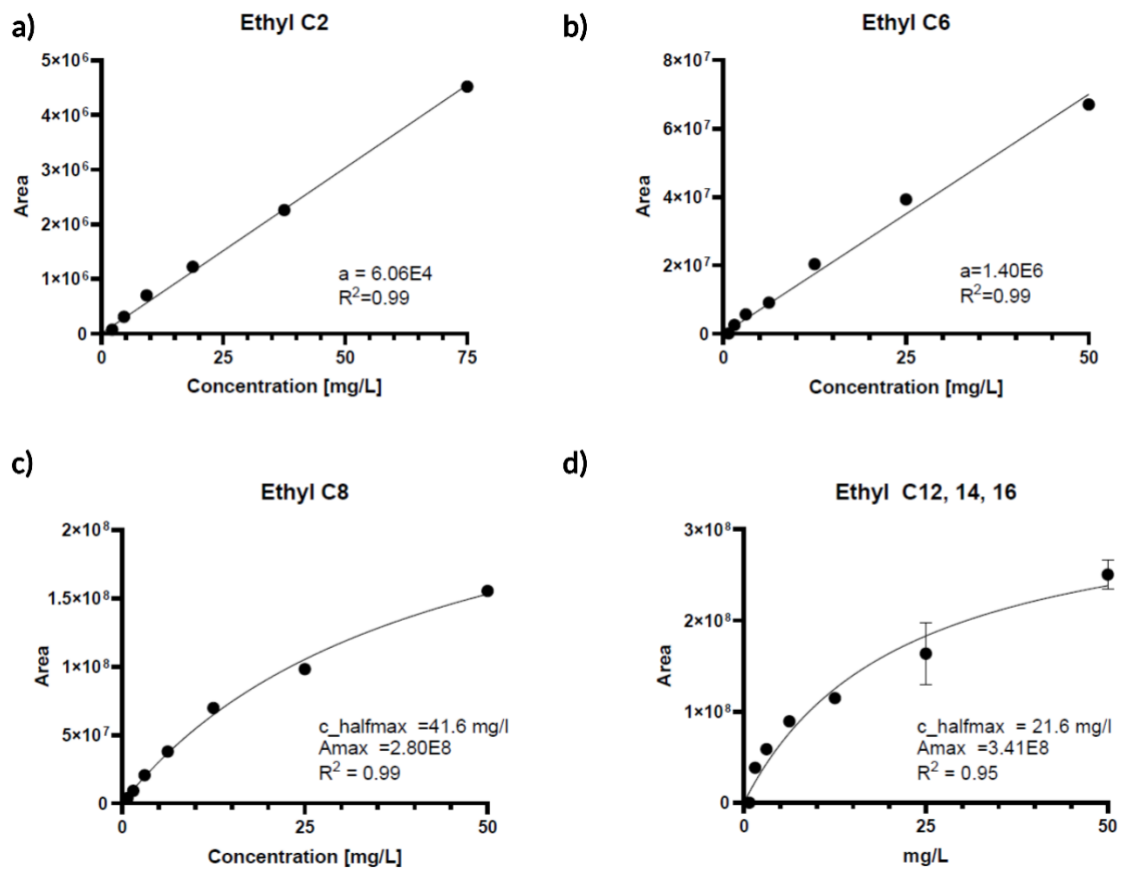 a)
Ethyl C2
5×10⁶
4×10⁶
3×10⁶
2×10⁶
1×10⁶
0
Area
a = 6.06E4
R²=0.99
0 25 50 75
Concentration [mg/L]
b)
Ethyl C6
8×10⁷
6×10⁷
4×10⁷
2×10⁷
0
Area
a=1.40E6
R²=0.99
0 25 50
Concentration [mg/L]
c)
Ethyl C8
2×10⁸
1.5×10⁸
1×10⁸
5×10⁷
0
Area
c_halfmax =41.6 mg/l
Amax =2.80E8
R² = 0.99
0 25 50
Concentration [mg/L]
d)
Ethyl C12, 14, 16
3×10⁸
2×10⁸
1×10⁸
0
Area
c_halfmax = 21.6 mg/l
Amax =3.41E8
R² = 0.95
0 25 50
mg/L